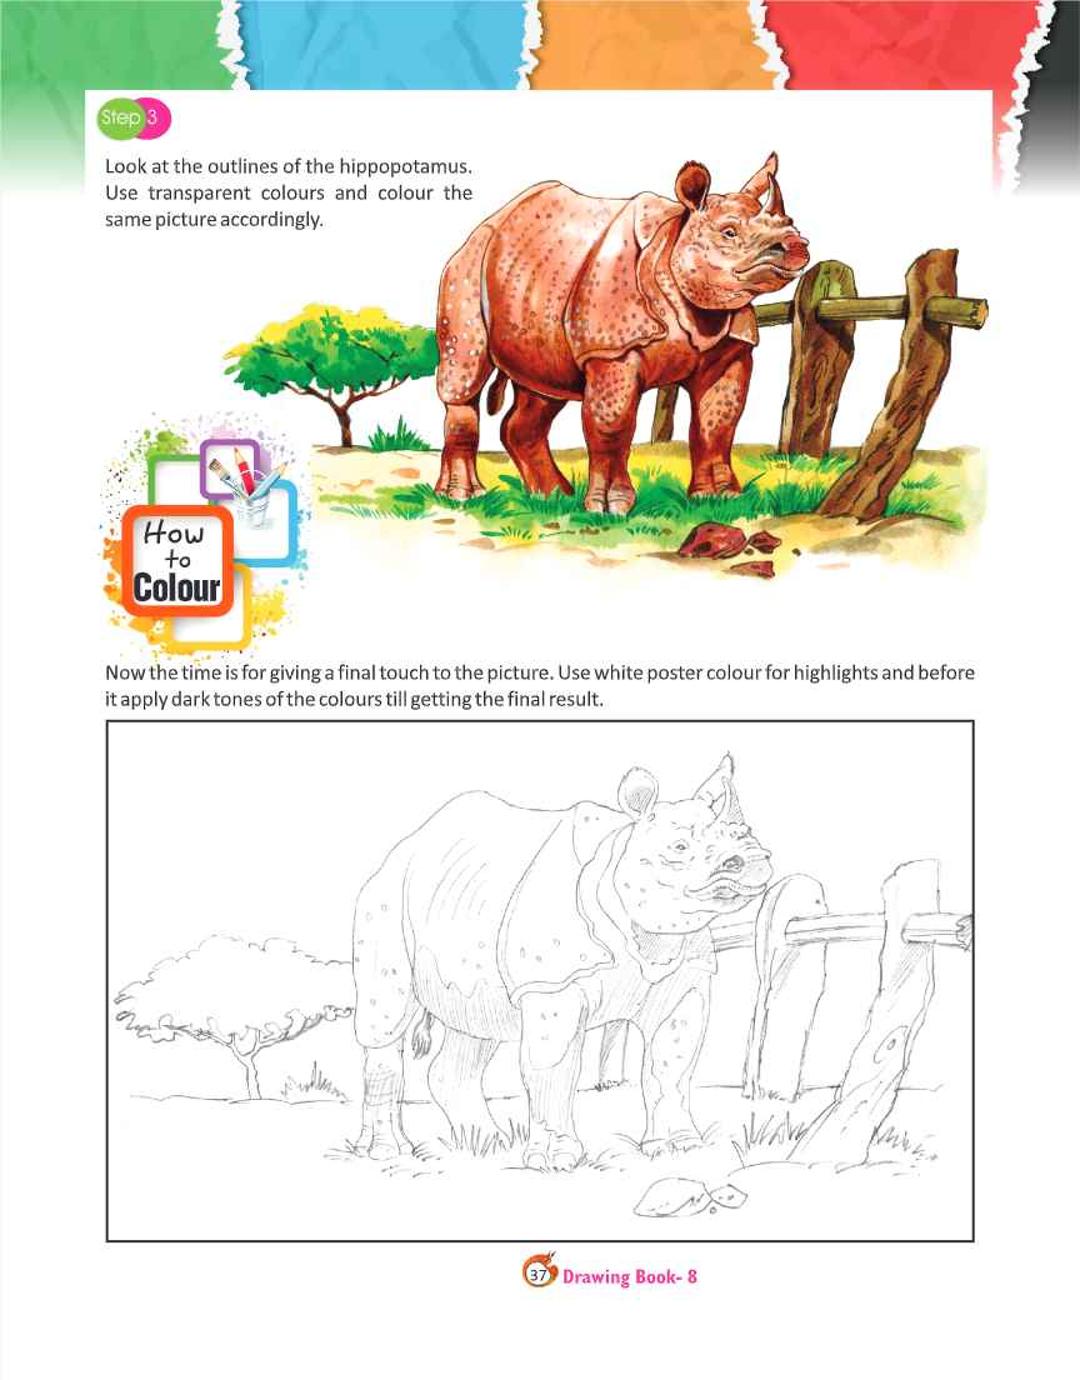 Step 3
Look at the outlines of the hippopotamus.
Use transparent colours and colour the
same picture accordingly.
How
to
Colour
Now the time is for giving a final touch to the picture. Use white poster colour for highlights and before
it apply dark tones of the colours till getting the final result.
37 Drawing Book- 8